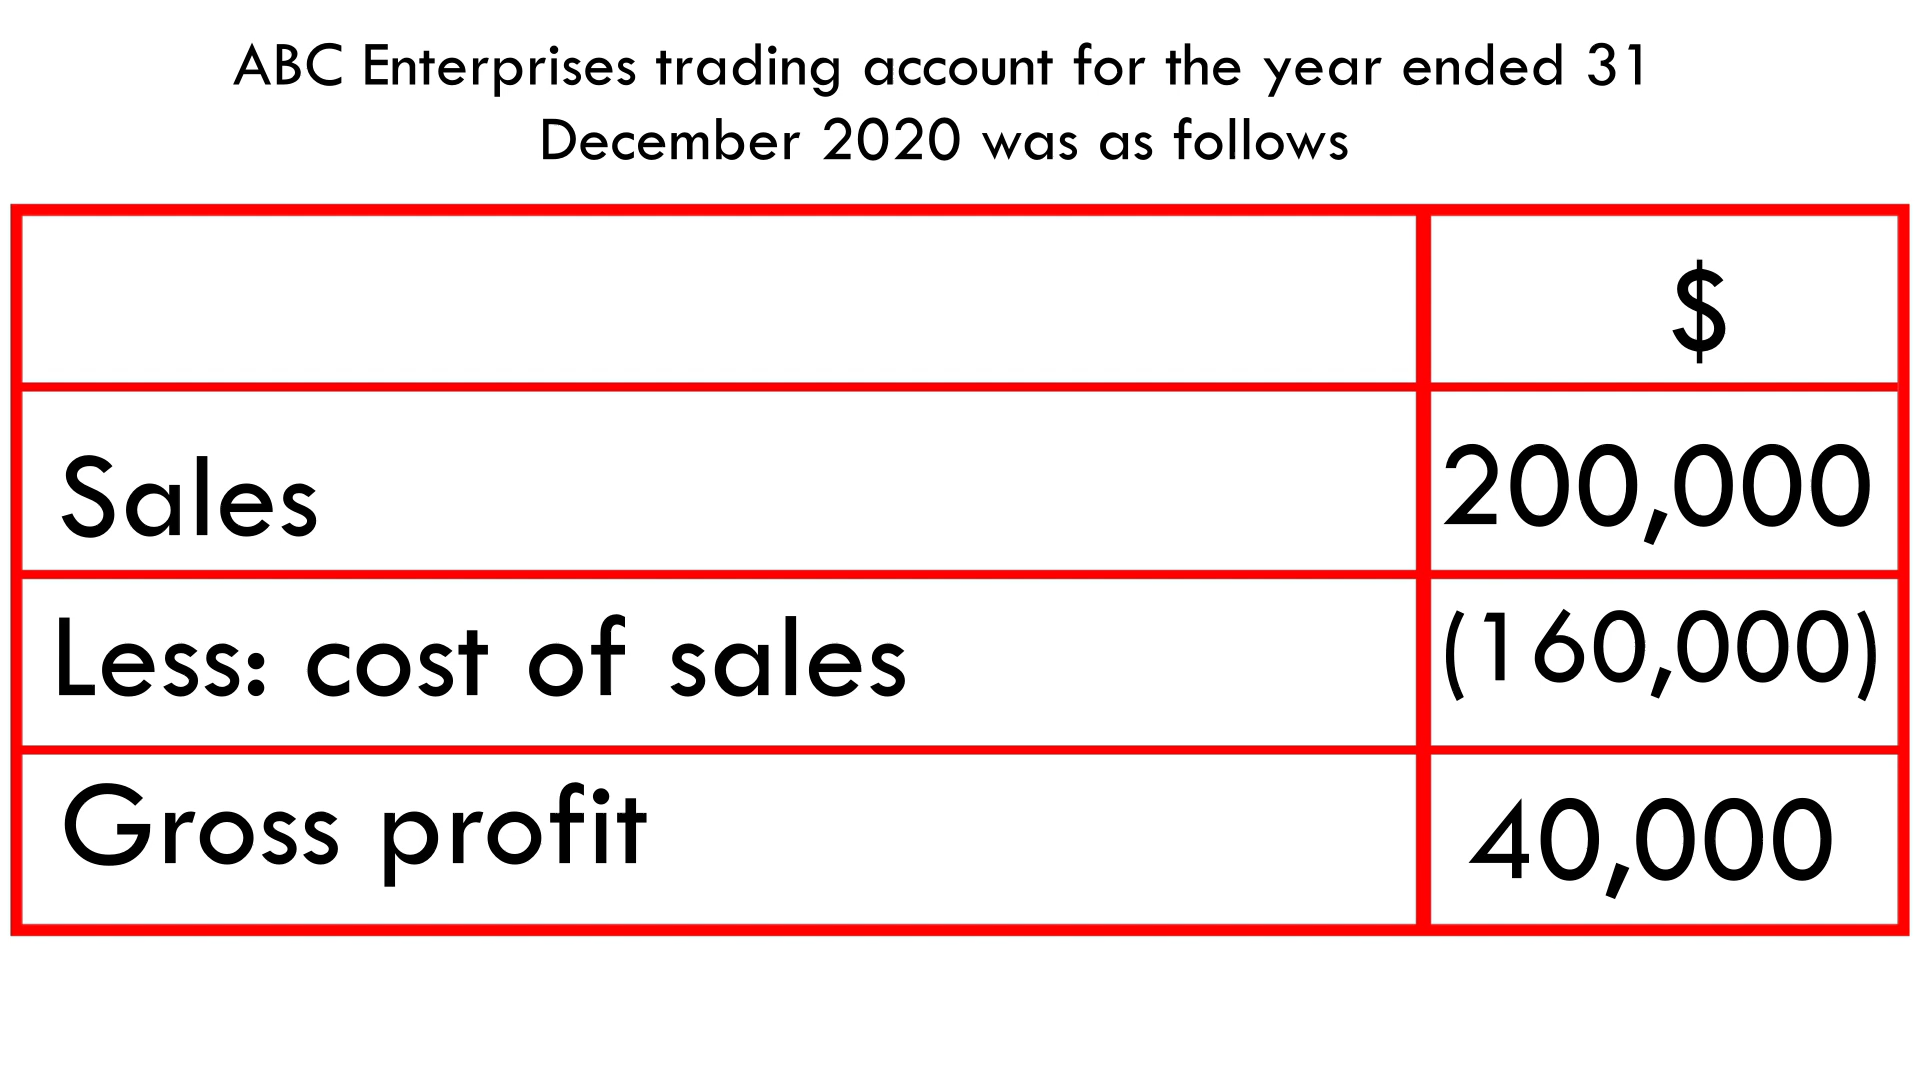 ABC Enterprises trading account for the year ended 31
December 2020 was as follows
$
Sales 200,000
Less: cost of sales (160,000)
Gross profit 40,000